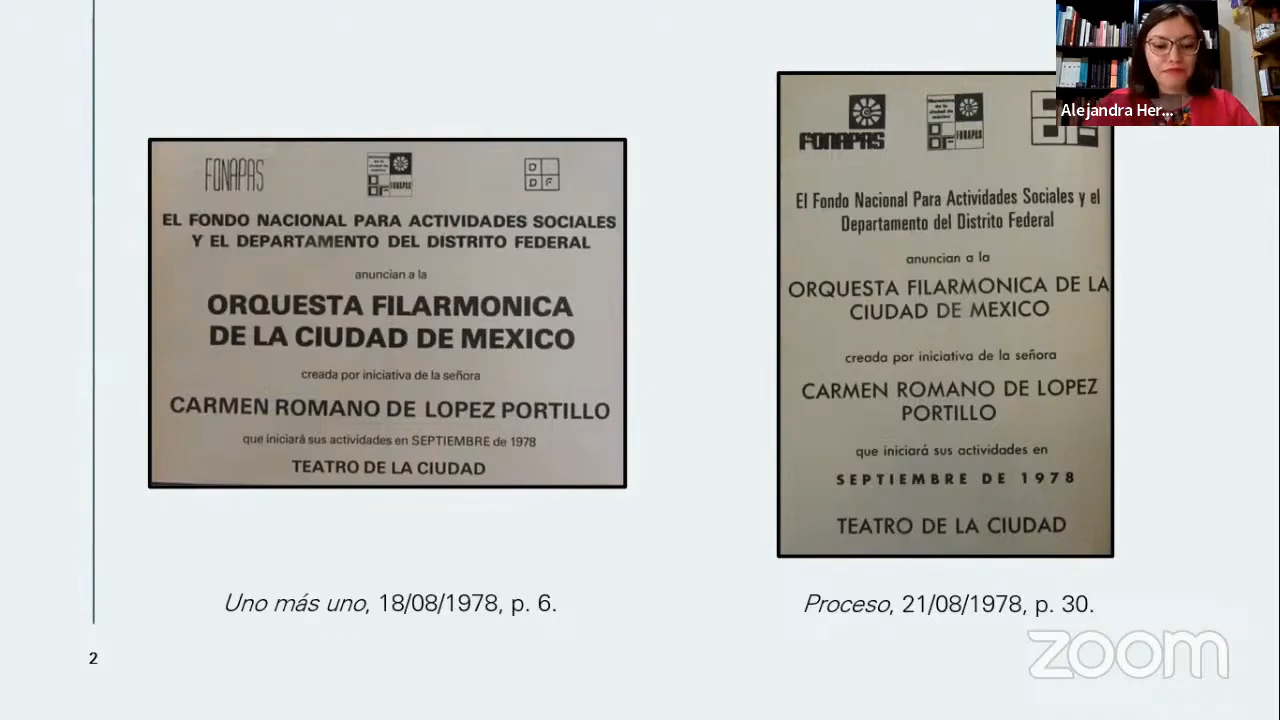 Alejandra Her...
FONAPAS
DDF
FONAPAS
D D
D F
EL FONDO NACIONAL PARA ACTIVIDADES SOCIALES
Y EL DEPARTAMENTO DEL DISTRITO FEDERAL
anuncian a la
ORQUESTA FILARMONICA
DE LA CIUDAD DE MEXICO
creada por iniciativa de la señora
CARMEN ROMANO DE LOPEZ PORTILLO
que iniciará sus actividades en SEPTIEMBRE de 1978
TEATRO DE LA CIUDAD
Uno más uno, 18/08/1978, p. 6.
FONAPAS
DDF
FONAPAS
El Fondo Nacional Para Actividades Sociales y el
Departamento del Distrito Federal
anuncian a la
ORQUESTA FILARMONICA DE LA
CIUDAD DE MEXICO
creada por iniciativa de la señora
CARMEN ROMANO DE LOPEZ
PORTILLO
que iniciará sus actividades en
SEPTIEMBRE DE 1978
TEATRO DE LA CIUDAD
Proceso, 21/08/1978, p. 30.
2
zoom